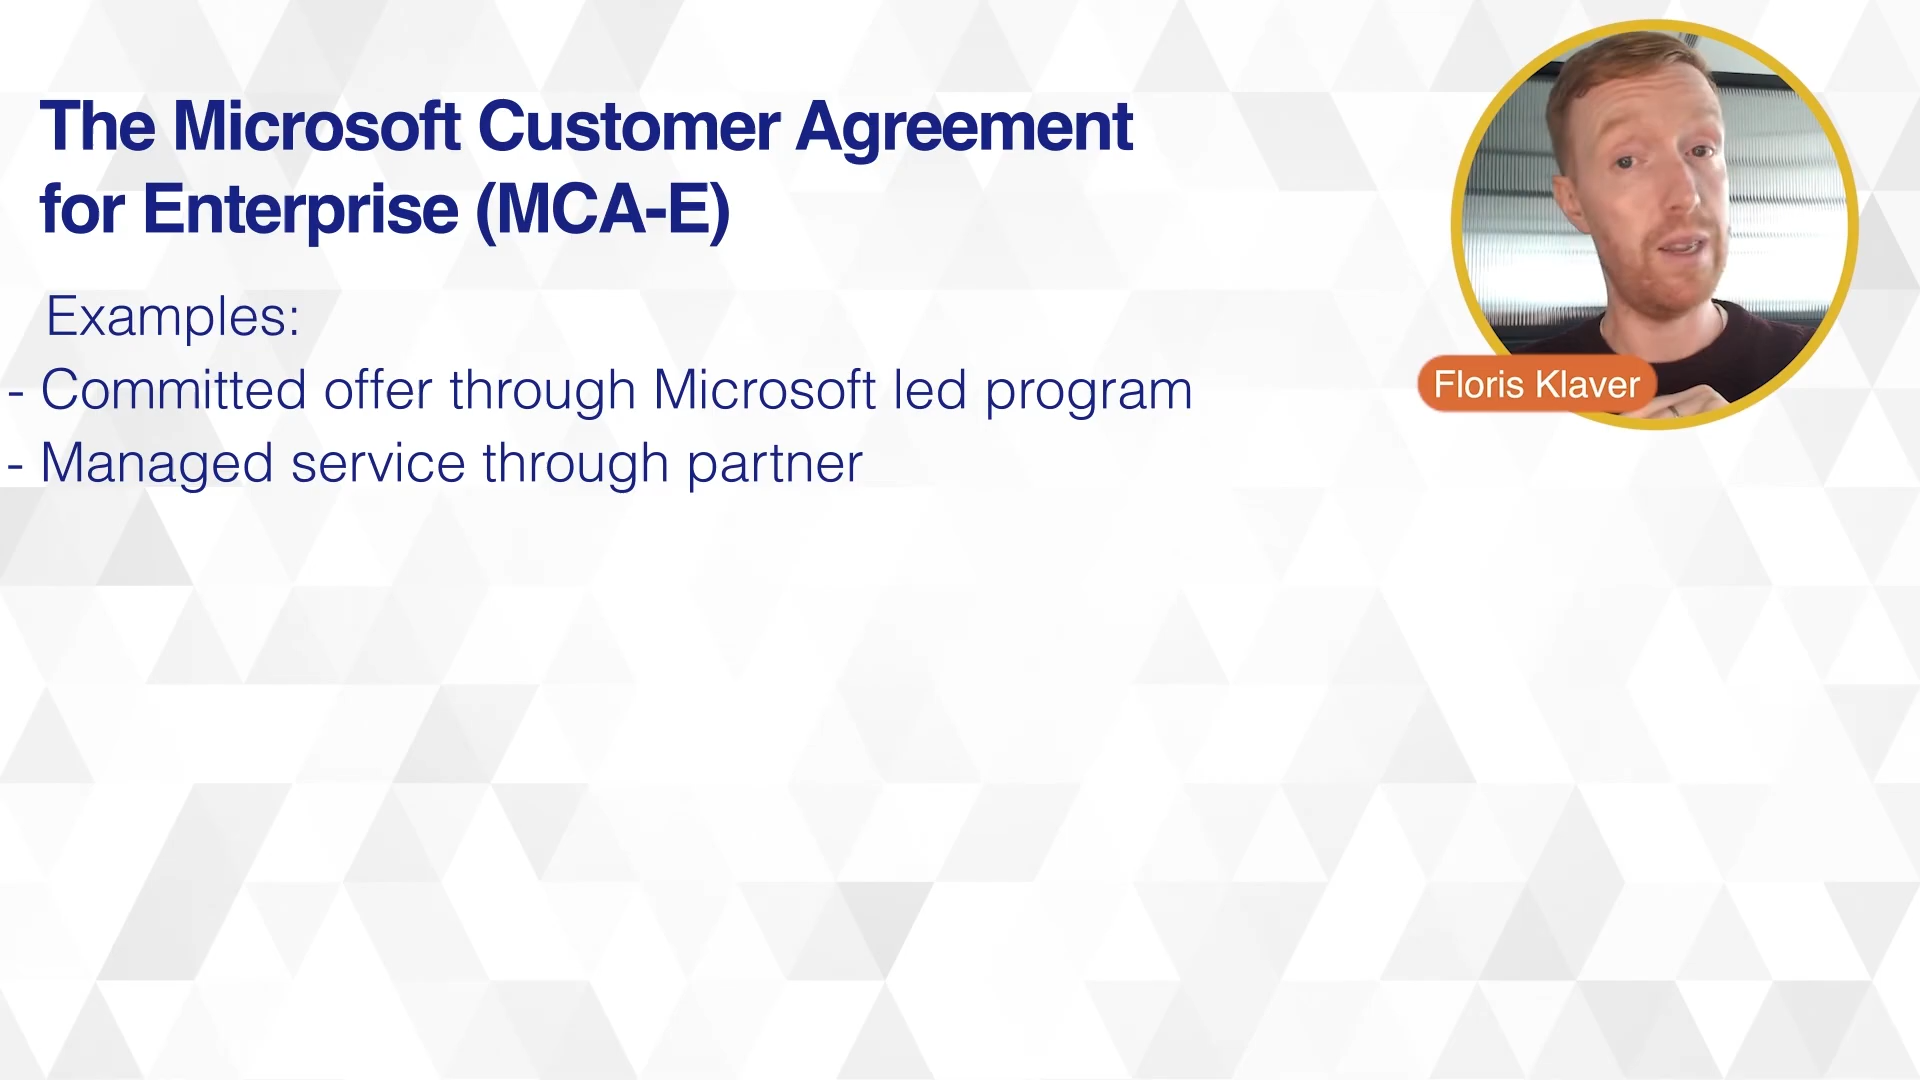 The Microsoft Customer Agreement
for Enterprise (MCA-E)
Examples:
- Committed offer through Microsoft led program
- Managed service through partner
Floris Klaver